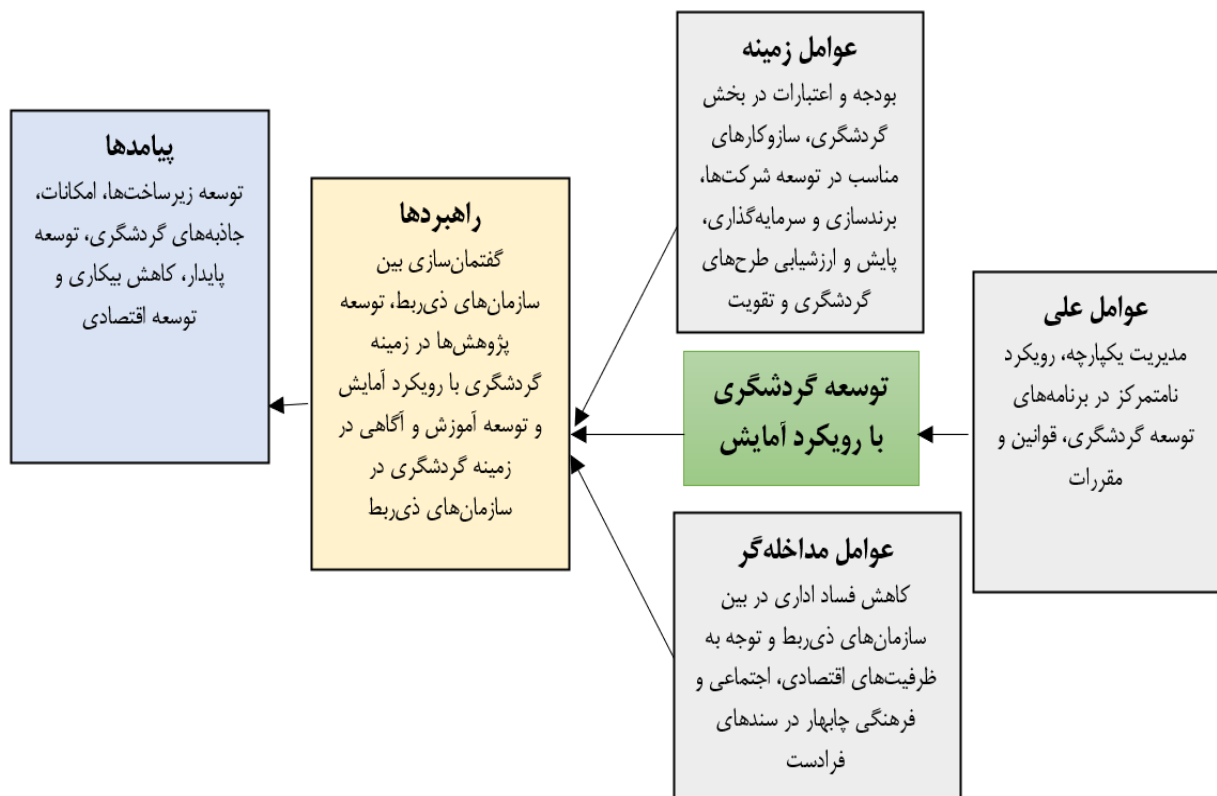 عوامل علی
مدیریت یکپارچه، رویکرد
نامتمرکز در برنامه‌های
توسعه گردشگری، قوانین و
مقررات
عوامل زمینه
بودجه و اعتبارات در بخش
گردشگری، سازوکارهای
مناسب در توسعه شرکت‌ها،
برندسازی و سرمایه‌گذاری،
پایش و ارزشیابی طرح‌های
گردشگری و تقویت
توسعه گردشگری
با رویکرد آمایش
عوامل مداخله‌گر
کاهش فساد اداری در بین
سازمان‌های ذی‌ربط و توجه به
ظرفیت‌های اقتصادی، اجتماعی و
فرهنگی چابهار در سندهای
فرادست
راهبردها
گفتمان‌سازی بین
سازمان‌های ذی‌ربط، توسعه
پژوهش‌ها در زمینه
گردشگری با رویکرد آمایش
و توسعه آموزش و آگاهی در
زمینه گردشگری در
سازمان‌های ذی‌ربط
پیامدها
توسعه زیرساخت‌ها، امکانات،
جاذبه‌های گردشگری، توسعه
پایدار، کاهش بیکاری و
توسعه اقتصادی